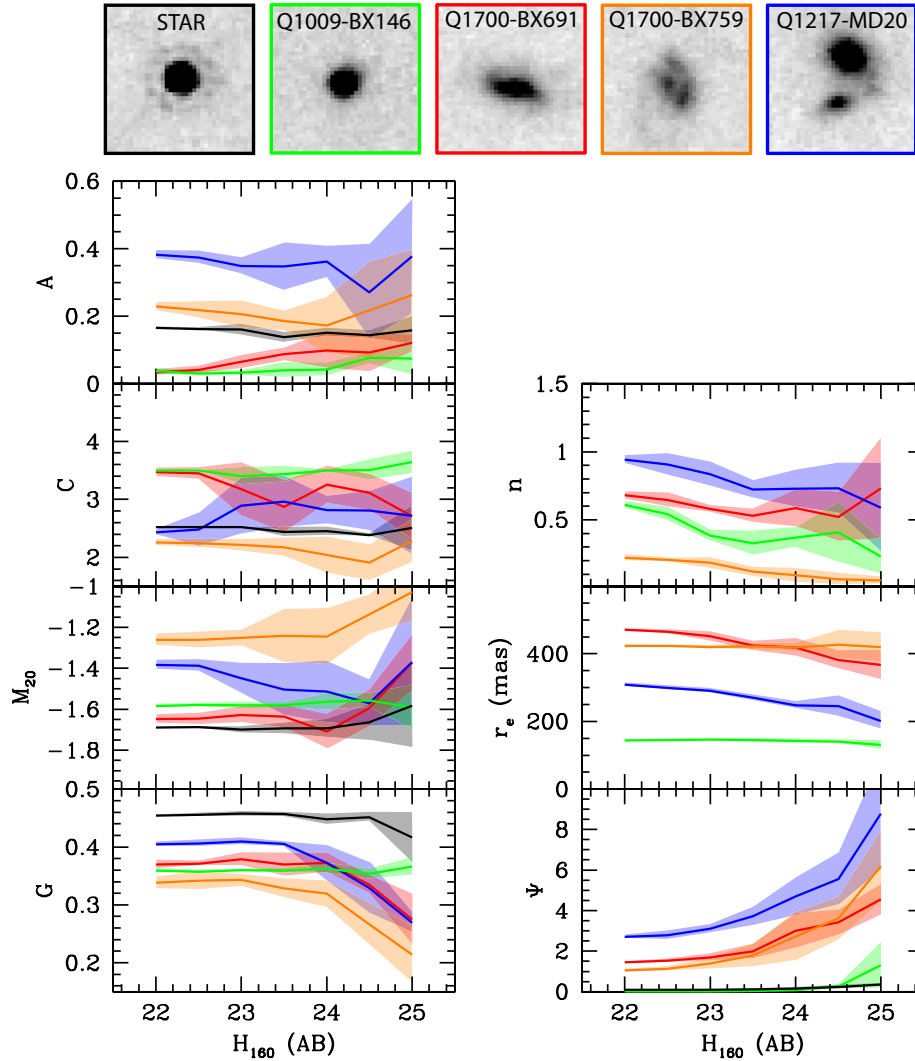 STAR
Q1009-BX146
Q1700-BX691
Q1700-BX759
Q1217-MD20
0.6
0.4
0.2
0
A
4
3
2
C
−1
−1.2
−1.4
−1.6
−1.8
M20
0.5
0.4
0.3
0.2
G
22 23 24 25
H160 (AB)
1.5
1
0.5
n
400
200
0
re (mas)
8
6
4
2
0
Ψ
22 23 24 25
H160 (AB)